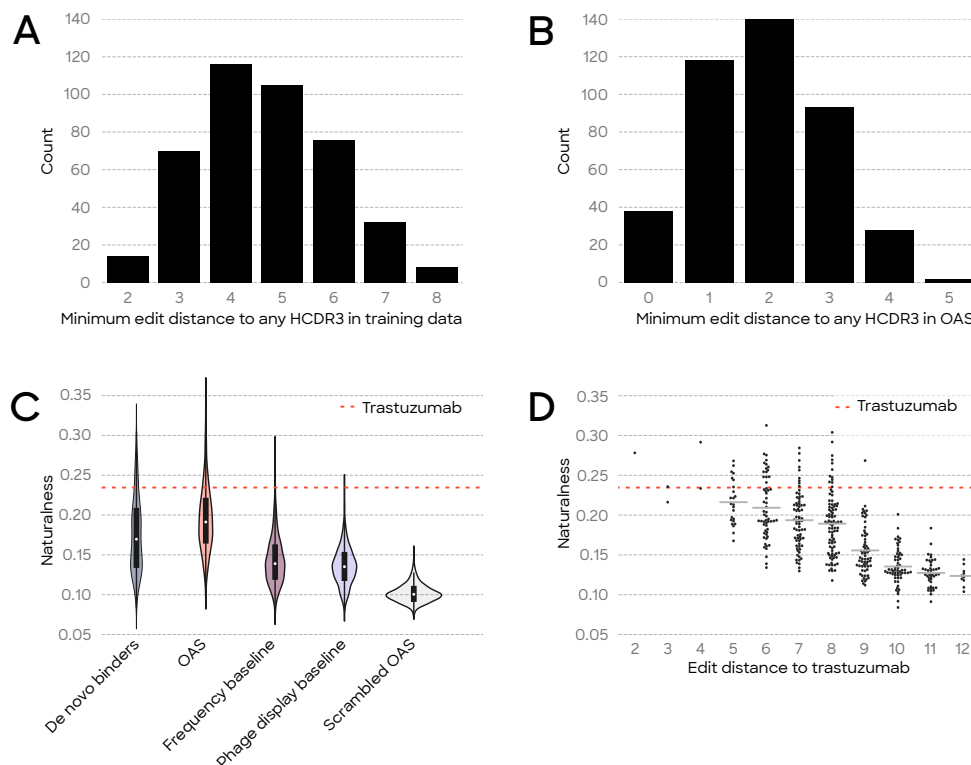 A
140
120
100
80
60
40
20
0
Count
2 3 4 5 6 7 8
Minimum edit distance to any HCDR3 in training data
B
140
120
100
80
60
40
20
0
Count
0 1 2 3 4 5
Minimum edit distance to any HCDR3 in OAS
C
0.35
0.30
0.25
0.20
0.15
0.10
0.05
Naturalness
Trastuzumab
De novo binders
OAS
Frequency baseline
Phage display baseline
Scrambled OAS
D
0.35
0.30
0.25
0.20
0.15
0.10
0.05
Naturalness
Trastuzumab
2 3 4 5 6 7 8 9 10 11 12
Edit distance to trastuzumab